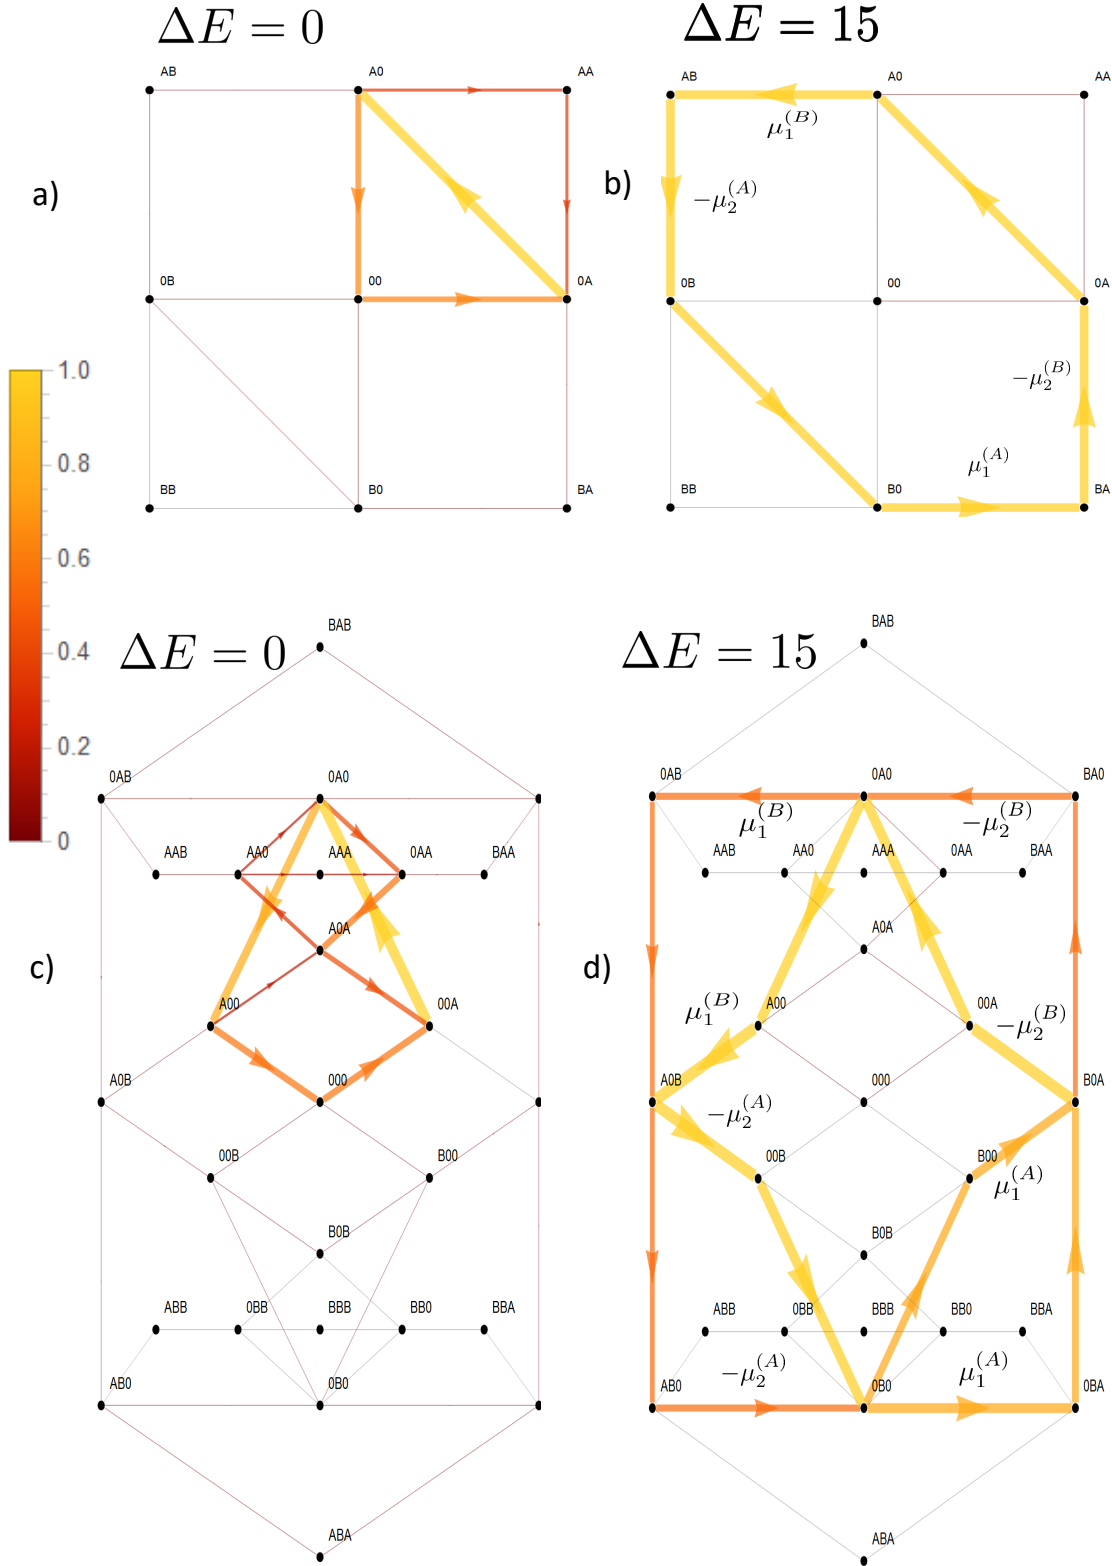 ΔE = 0
ΔE = 15
AB A0 AA
AB A0 AA
μ₁^(B)
a)
b)
−μ₂^(A)
0B 00 0A
0B 00 0A
1.0
−μ₂^(B)
0.8
μ₁^(A)
BB B0 BA
BB B0 BA
0.6
0.4
0.2
0
ΔE = 0
ΔE = 15
BAB
BAB
0AB 0A0
0AB 0A0 BA0
μ₁^(B) −μ₂^(B)
AAB AA0 AAA 0AA BAA
AAB AA0 AAA 0AA BAA
A0A
A0A
c)
d)
A00 00A
A00 00A
μ₁^(B) −μ₂^(B)
A0B 000
A0B 000 B0A
−μ₂^(A)
00B B00
00B B00
μ₁^(A)
B0B
B0B
ABB 0BB BBB BB0 BBA
ABB 0BB BBB BB0 BBA
−μ₂^(A) μ₁^(A)
AB0 0B0
AB0 0B0 0BA
ABA
ABA